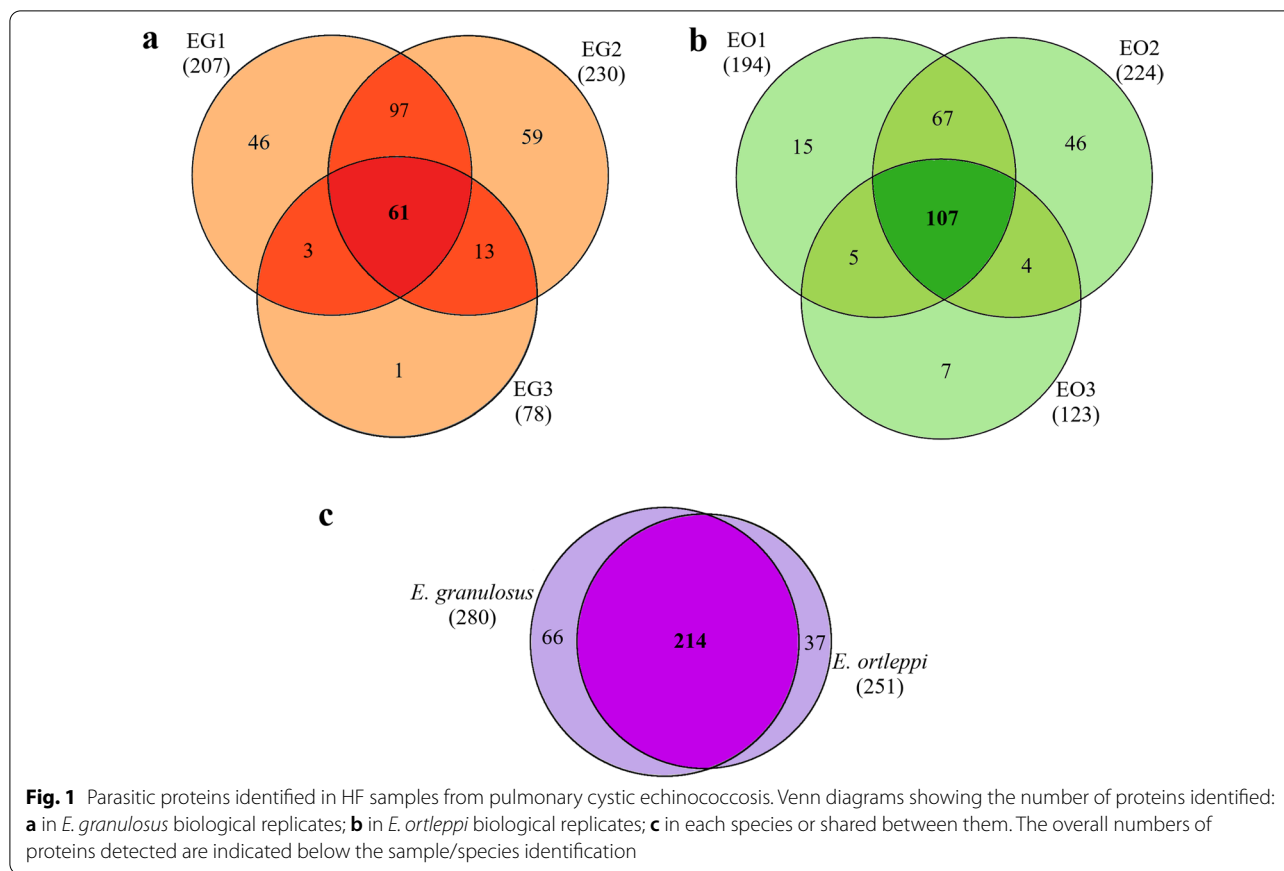 a
EG1
(207)
EG2
(230)
46
97
59
61
3
13
1
EG3
(78)
b
EO1
(194)
EO2
(224)
15
67
46
107
5
4
7
EO3
(123)
c
E. granulosus
(280)
66
214
37
E. ortleppi
(251)
Fig. 1 Parasitic proteins identified in HF samples from pulmonary cystic echinococcosis. Venn diagrams showing the number of proteins identified:
a in E. granulosus biological replicates; b in E. ortleppi biological replicates; c in each species or shared between them. The overall numbers of
proteins detected are indicated below the sample/species identification